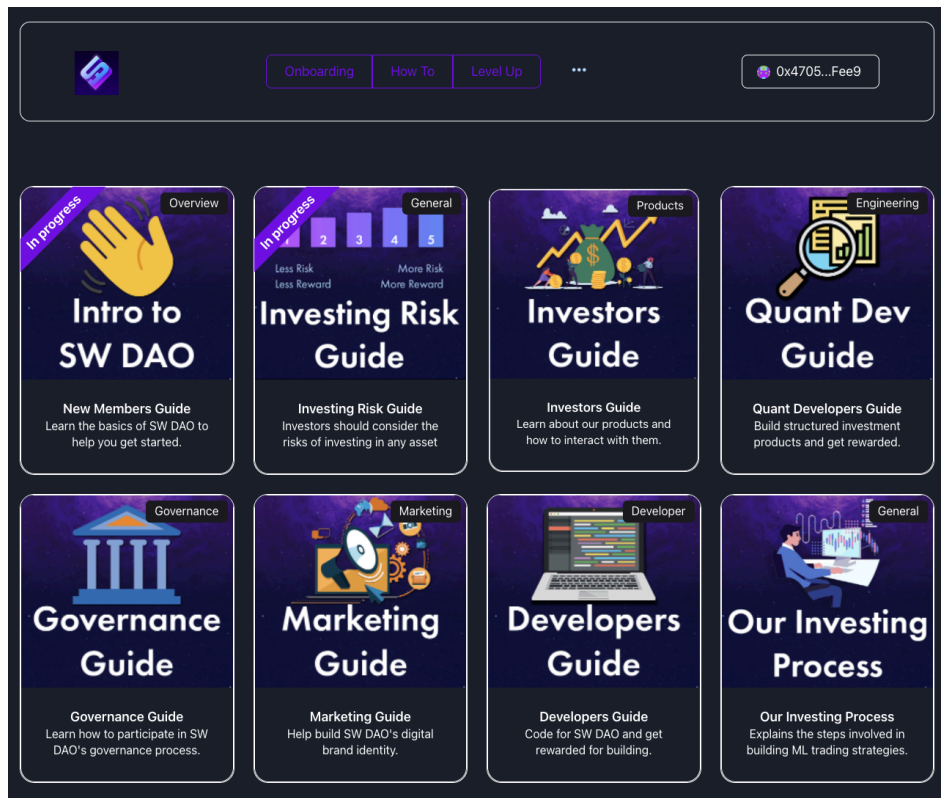 Onboarding
How To
Level Up
0x4705...Fee9
In progress
Overview
Intro to
SW DAO
New Members Guide
Learn the basics of SW DAO to
help you get started.
In progress
General
1 2 3 4 5
Less Risk More Risk
Less Reward More Reward
Investing Risk
Guide
Investing Risk Guide
Investors should consider the
risks of investing in any asset
Products
$
Investors
Guide
Investors Guide
Learn about our products and
how to interact with them.
Engineering
Quant Dev
Guide
Quant Developers Guide
Build structured investment
products and get rewarded.
Governance
Governance
Guide
Governance Guide
Learn how to participate in SW
DAO's governance process.
Marketing
Marketing
Guide
Marketing Guide
Help build SW DAO's digital
brand identity.
Developer
Developers
Guide
Developers Guide
Code for SW DAO and get
rewarded for building.
General
Our Investing
Process
Our Investing Process
Explains the steps involved in
building ML trading strategies.